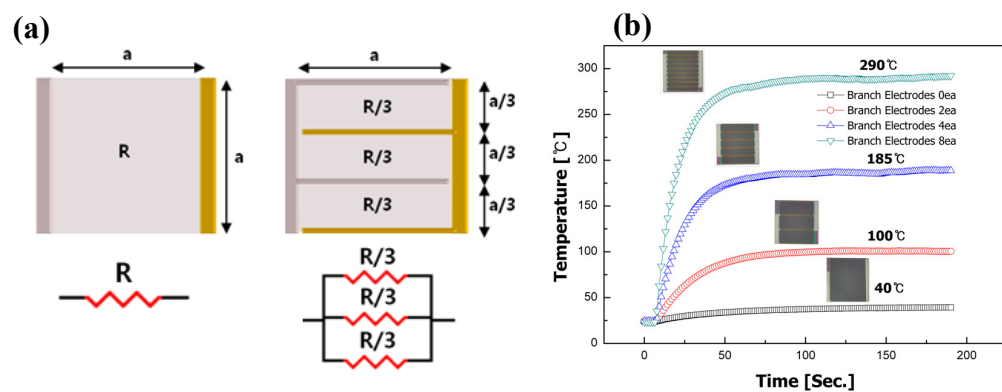 (a)
a
R
a
R
a
R/3
R/3
R/3
a/3
a/3
a/3
R/3
R/3
R/3
(b)
Temperature [℃]
300
250
200
150
100
50
0
0
50
100
150
200
Time [Sec.]
290℃
Branch Electrodes 0ea
Branch Electrodes 2ea
Branch Electrodes 4ea
Branch Electrodes 8ea
185℃
100℃
40℃